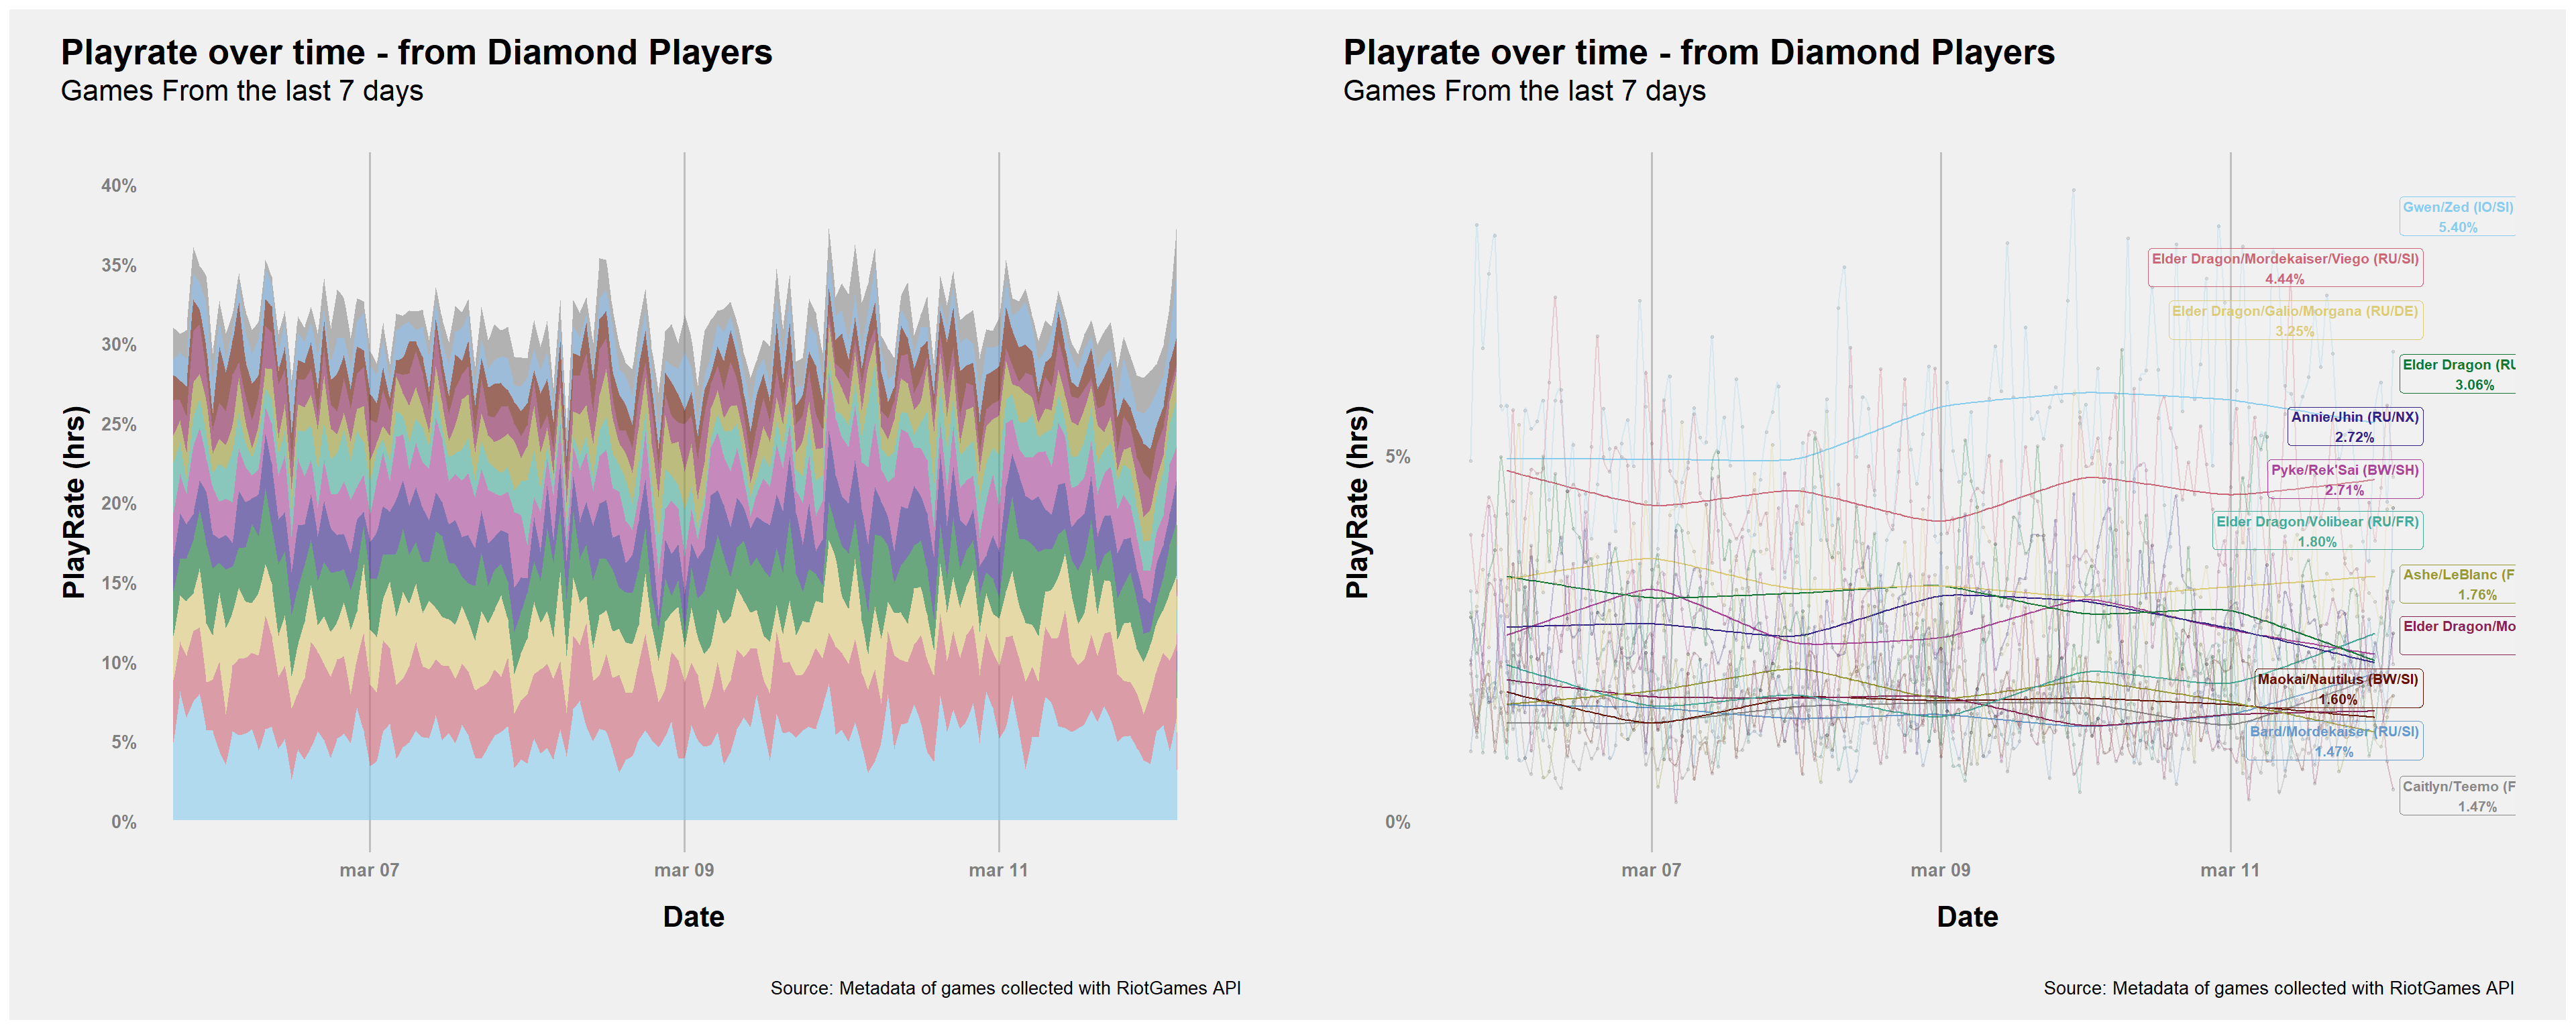 Playrate over time - from Diamond Players
Games From the last 7 days
PlayRate (hrs)
40%
35%
30%
25%
20%
15%
10%
5%
0%
mar 07
mar 09
mar 11
Date
Source: Metadata of games collected with RiotGames API
Playrate over time - from Diamond Players
Games From the last 7 days
PlayRate (hrs)
5%
0%
Gwen/Zed (IO/SI)
5.40%
Elder Dragon/Mordekaiser/Viego (RU/SI)
4.44%
Elder Dragon/Galio/Morgana (RU/DE)
3.25%
Elder Dragon (RU
3.06%
Annie/Jhin (RU/NX)
2.72%
Pyke/Rek'Sai (BW/SH)
2.71%
Elder Dragon/Volibear (RU/FR)
1.80%
Ashe/LeBlanc (F
1.76%
Elder Dragon/Mo
Maokai/Nautilus (BW/SI)
1.60%
Bard/Mordekaiser (RU/SI)
1.47%
Caitlyn/Teemo (F
1.47%
mar 07
mar 09
mar 11
Date
Source: Metadata of games collected with RiotGames API